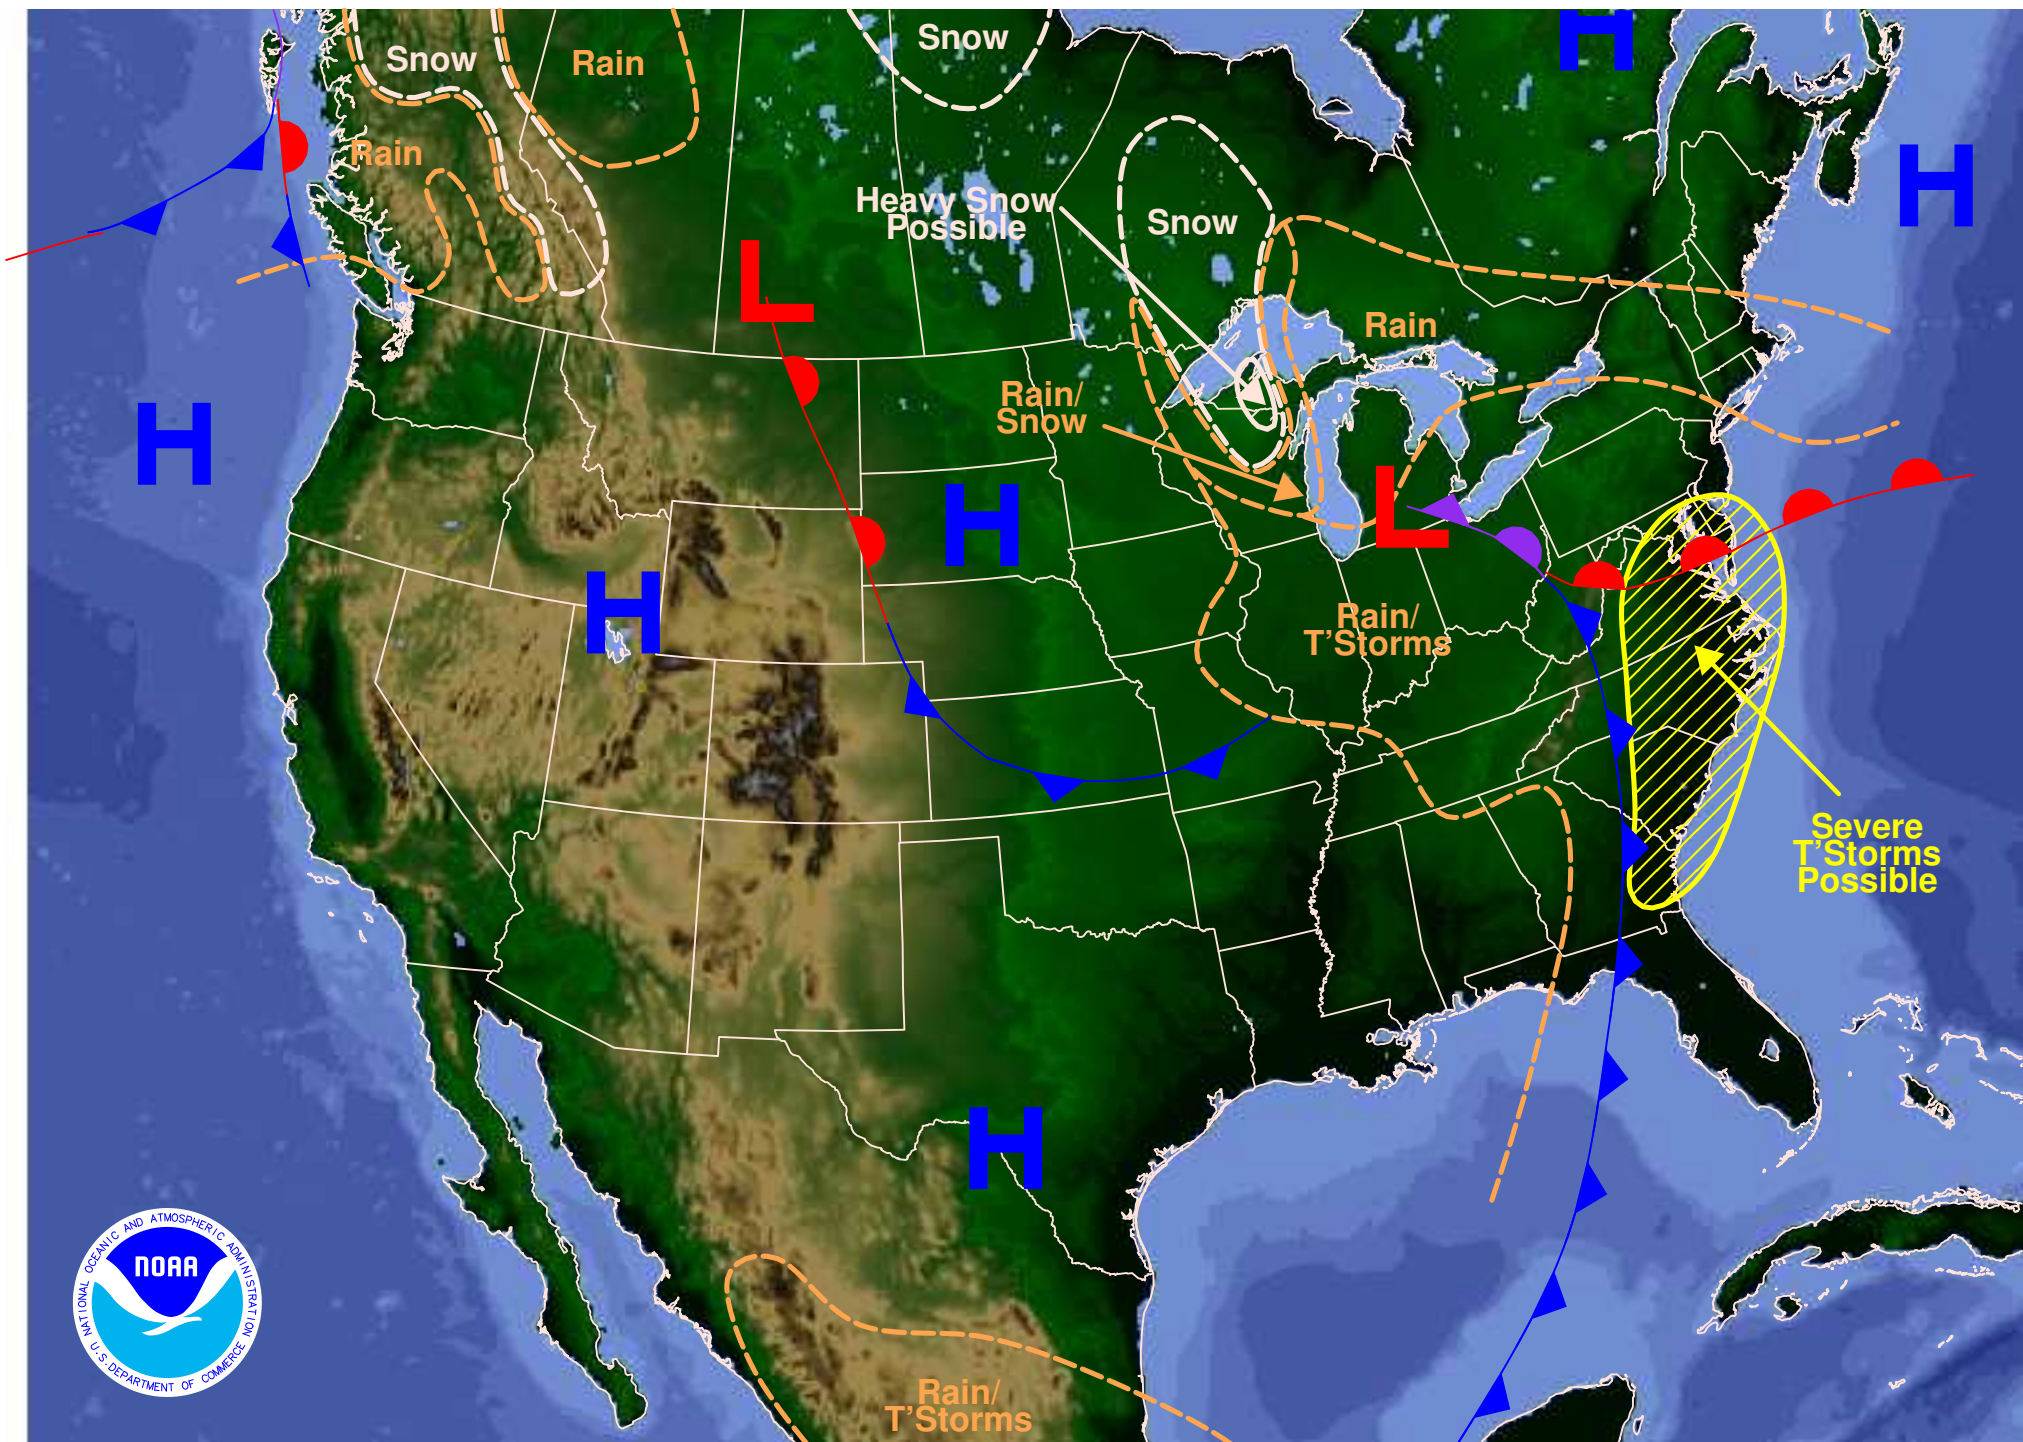 Snow
Rain
Snow
H
Rain
H
Heavy Snow
Possible
Snow
L
Rain
Rain/
Snow
H
H
L
H
Rain/
T'Storms
Severe
T'Storms
Possible
H
NATIONAL OCEANIC AND ATMOSPHERIC ADMINISTRATION
NOAA
U.S. DEPARTMENT OF COMMERCE
Rain/
T'Storms